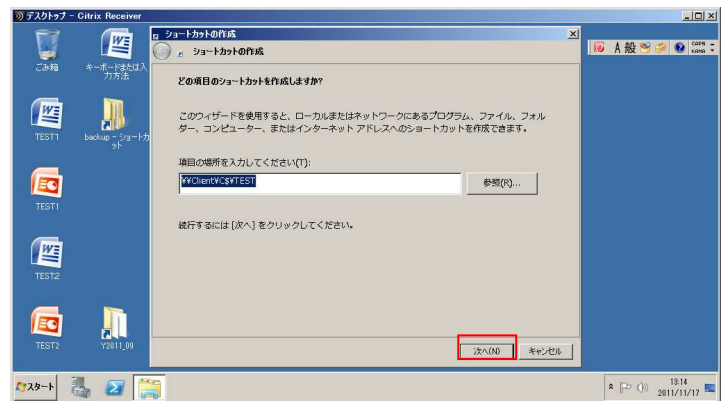 デスクトップ - Citrix Receiver
ごみ箱
キーボードまたは入
力方法
TEST1
backup - ショートカ
ット
TEST1
TEST2
TEST2
Y2011_09
ショートカットの作成
ショートカットの作成
どの項目のショートカットを作成しますか?
このウィザードを使用すると、ローカルまたはネットワークにあるプログラム、ファイル、フォル
ダー、コンピューター、またはインターネット アドレスへのショートカットを作成できます。
項目の場所を入力してください(T):
¥¥Client¥C$¥TEST
参照(R)...
続行するには [次へ] をクリックしてください。
次へ(N)
キャンセル
A 般
CAPS
KANA
スタート
13:14
2011/11/17